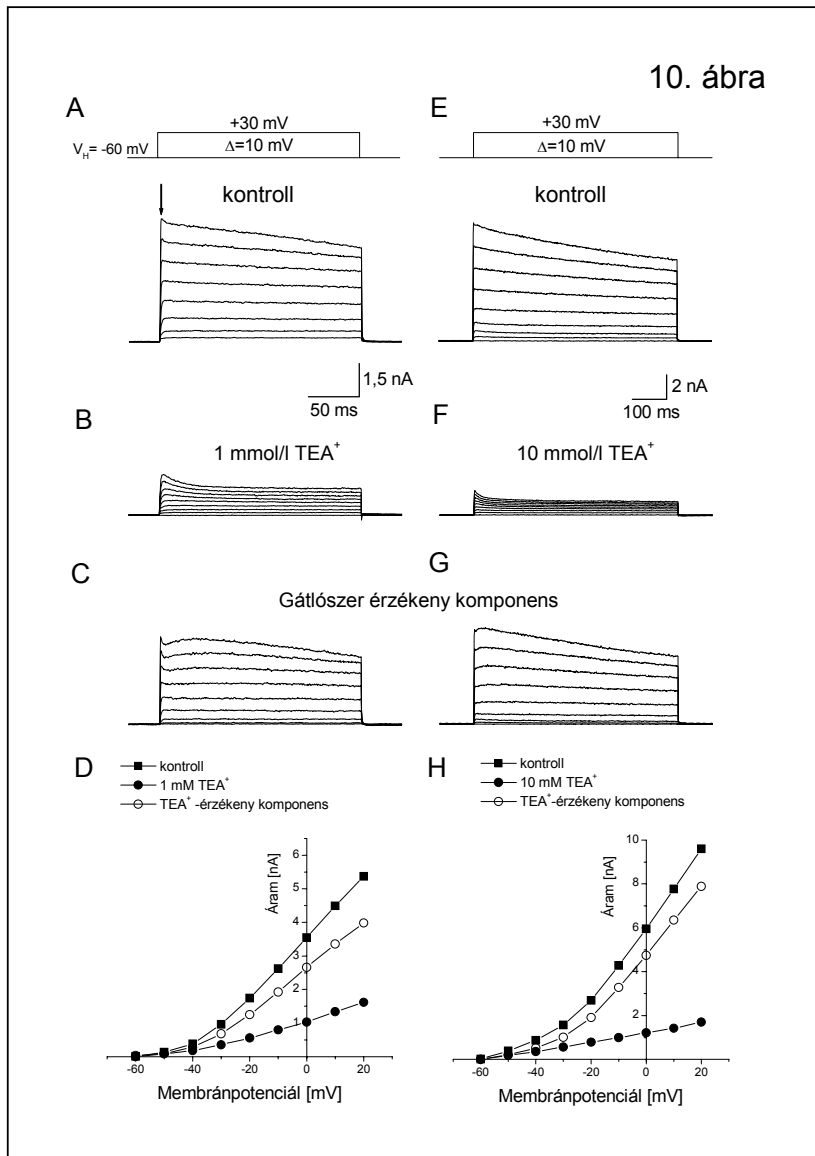 10. ábra
A
+30 mV
V_H= -60 mV
Δ=10 mV
kontroll
1,5 nA
50 ms
B
1 mmol/l TEA⁺
C
E
+30 mV
Δ=10 mV
kontroll
2 nA
100 ms
F
10 mmol/l TEA⁺
G
Gátlószer érzékeny komponens
D
kontroll
1 mM TEA⁺
TEA⁺ -érzékeny komponens
Áram [nA]
6
5
4
3
2
1
-60
-40
-20
0
20
Membránpotenciál [mV]
H
kontroll
10 mM TEA⁺
TEA⁺-érzékeny komponens
Áram [nA]
10
8
6
4
2
-60
-40
-20
0
20
Membránpotenciál [mV]